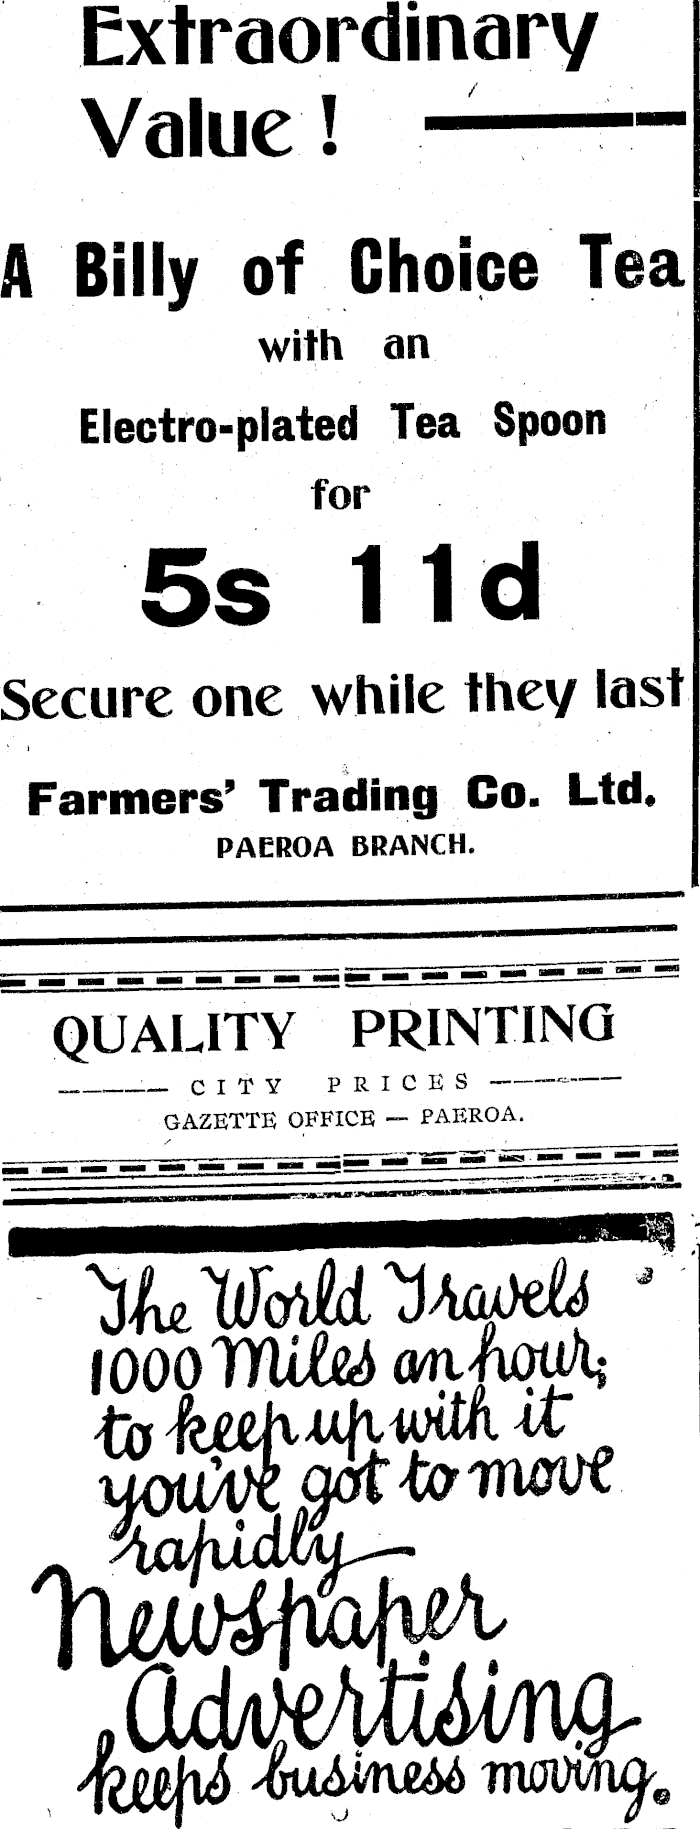 Extraordinary
Value !
A Billy of Choice Tea
with an
Electro-plated Tea Spoon
for
5s 11d
Secure one while they last
Farmers' Trading Co. Ltd.
PAEROA BRANCH.
QUALITY PRINTING
CITY PRICES
GAZETTE OFFICE — PAEROA.
The World Travels
1000 Miles an hour;
to keep up with it
you've got to move
rapidly—
Newspaper
Advertising
keeps business moving.